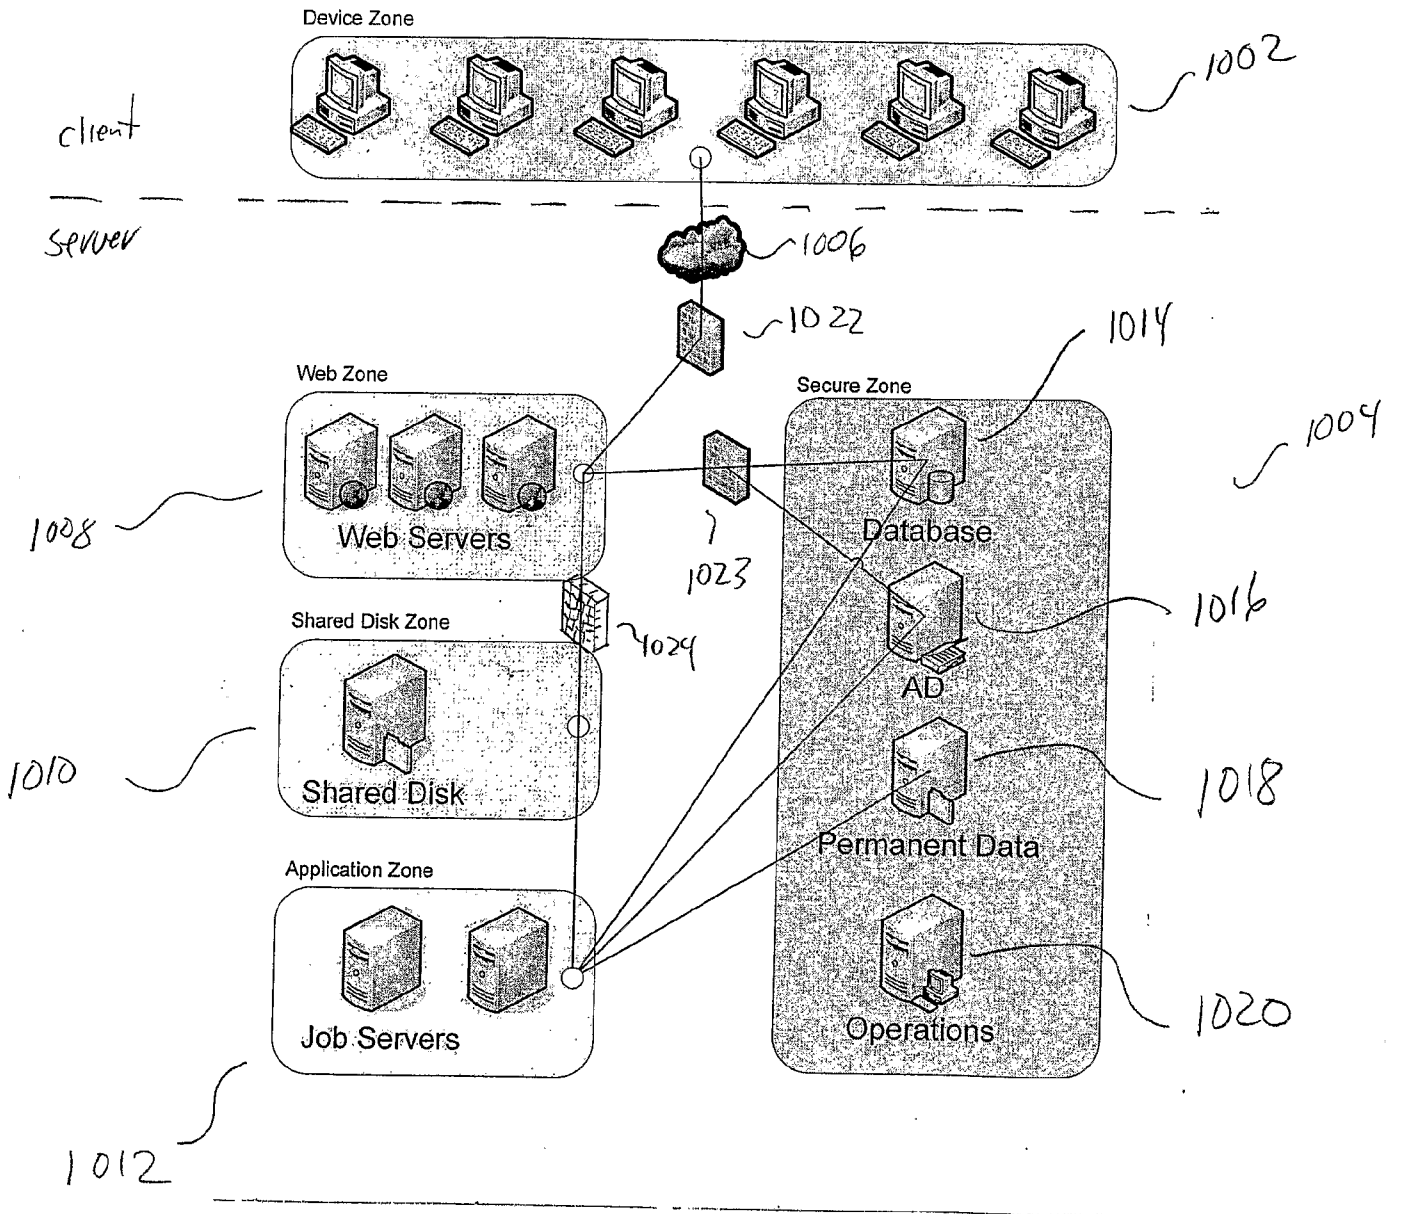 Device Zone
1002
client
server
1006
1022
1014
Web Zone
Secure Zone
1004
1008
Web Servers
Database
1023
1016
Shared Disk Zone
1024
AD
1010
Shared Disk
1018
Permanent Data
Application Zone
Job Servers
Operations
1020
1012